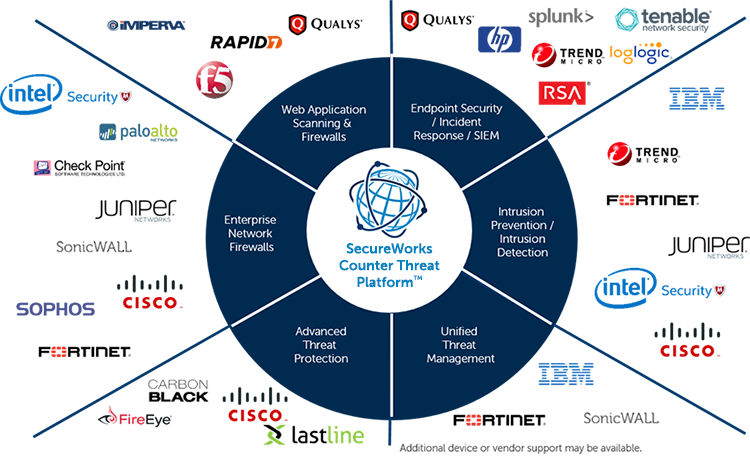 iMPERVA
RAPID7
QUALYS
f5
QUALYS
splunk>
hp
tenable
network security
TREND
MICRO
loglogic
RSA
intel Security
paloalto
NETWORKS
Check Point
SOFTWARE TECHNOLOGIES LTD.
JUNIPER
NETWORKS
SonicWALL
CISCO
SOPHOS
FORTINET
Web Application
Scanning &
Firewalls
Endpoint Security
/ Incident
Response / SIEM
Enterprise
Network
Firewalls
SecureWorks
Counter Threat
Platform™
Intrusion
Prevention /
Intrusion
Detection
Advanced
Threat
Protection
Unified
Threat
Management
IBM
TREND
MICRO
FORTINET
JUNIPER
NETWORKS
intel Security
CISCO
CARBON
BLACK
FireEye
CISCO
lastline
IBM
FORTINET
SonicWALL
Additional device or vendor support may be available.